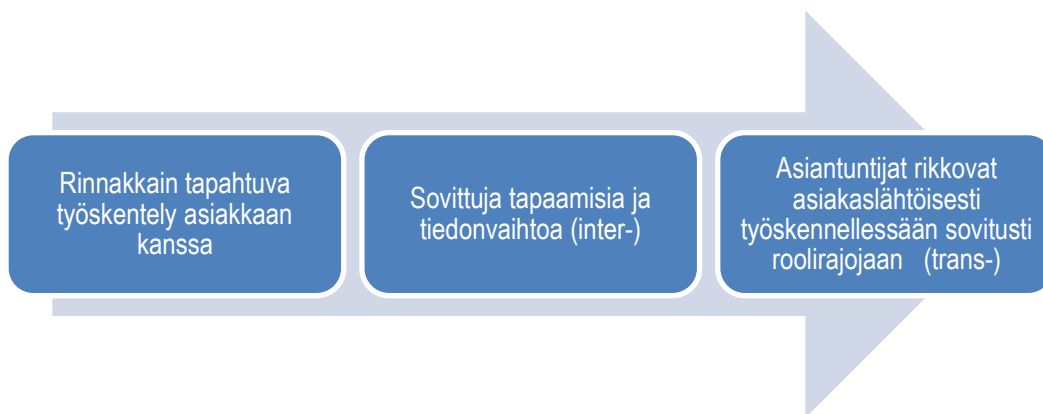 Rinnakkain tapahtuva
työskentely asiakkaan
kanssa
Sovittuja tapaamisia ja
tiedonvaihtoa (inter-)
Asiantuntijat rikkovat
asiakaslähtöisesti
työskennellessään sovitusti
roolirajojaan (trans-)